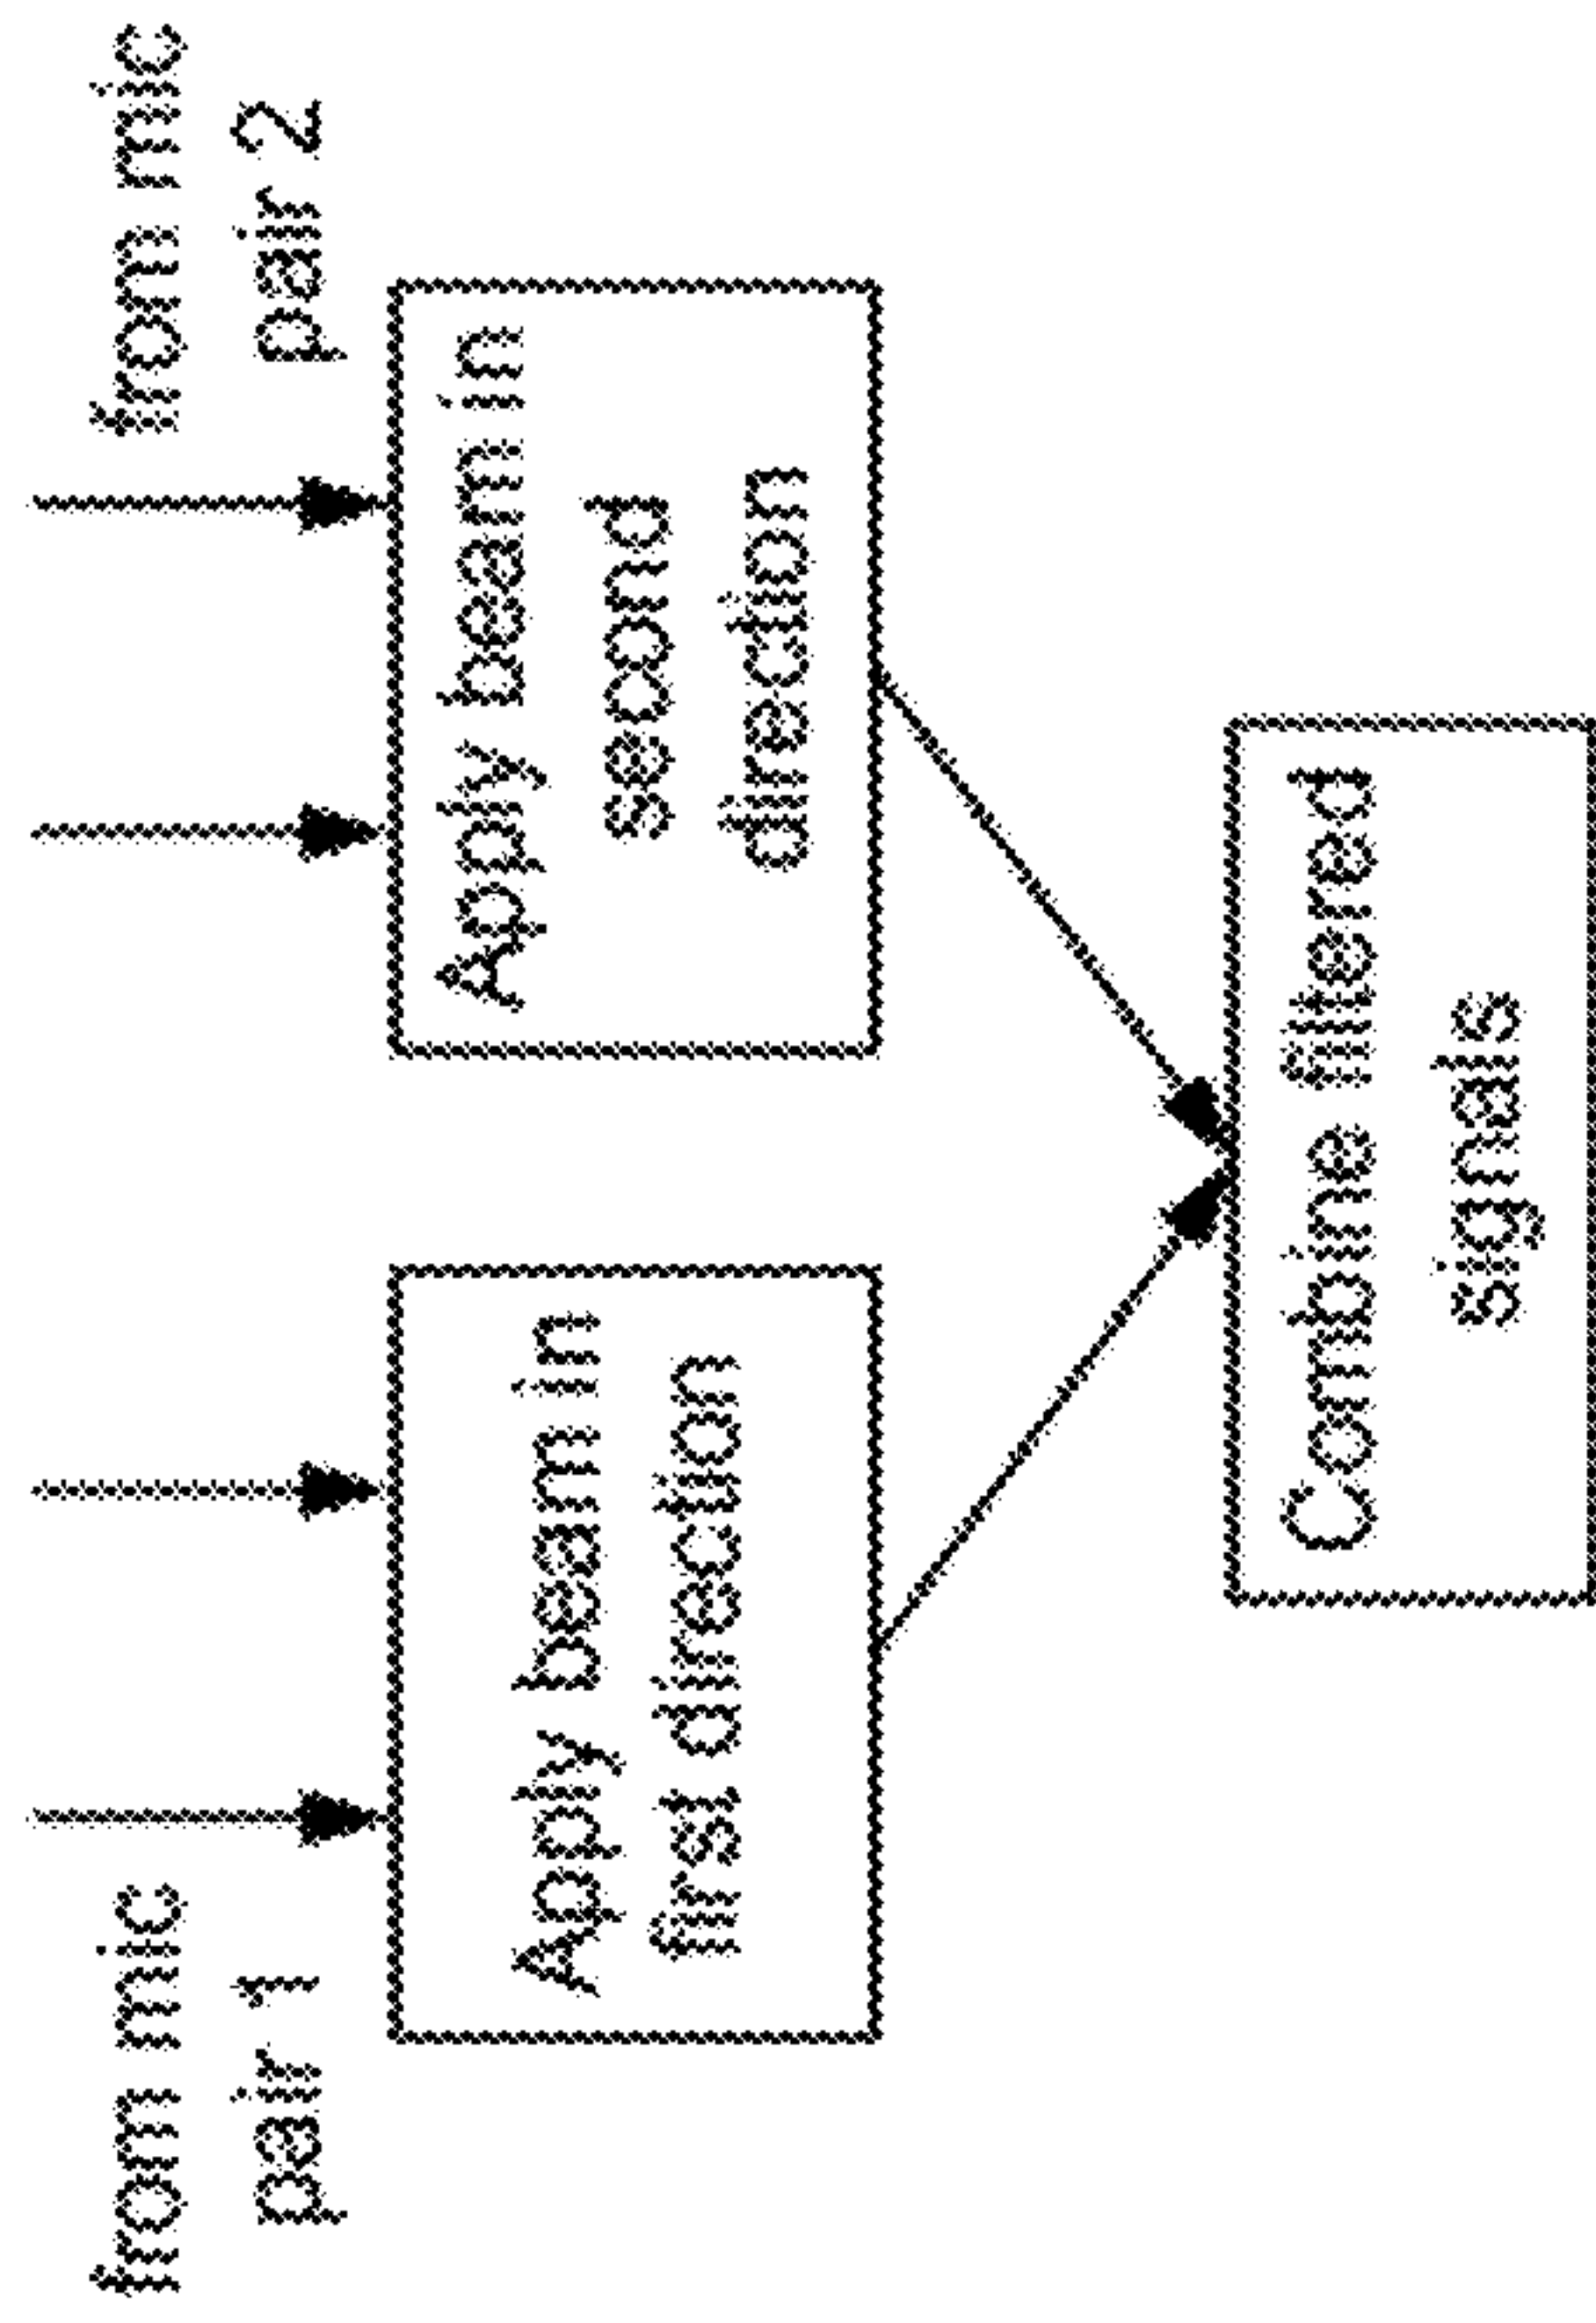 from mic
pair 1
from mic
pair 2
Apply beam in
first direction
Apply beam in
second
direction
Combine filtered
signals